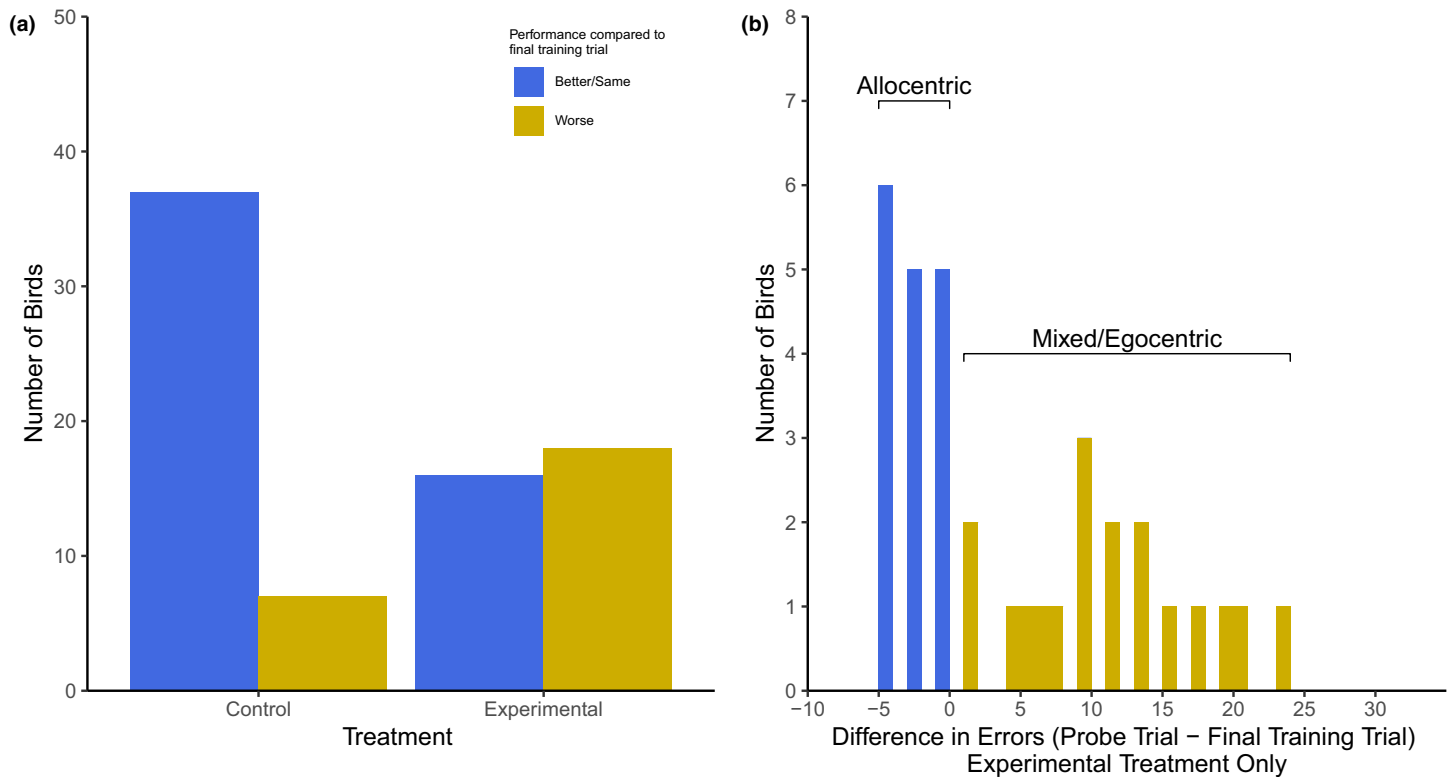 (a)
50
40
30
20
10
0
Number of Birds
Performance compared to
final training trial
Better/Same
Worse
Control
Experimental
Treatment
(b)
8
7
6
5
4
3
2
1
0
Number of Birds
Allocentric
Mixed/Egocentric
−10
−5
0
5
10
15
20
25
30
Difference in Errors (Probe Trial − Final Training Trial)
Experimental Treatment Only